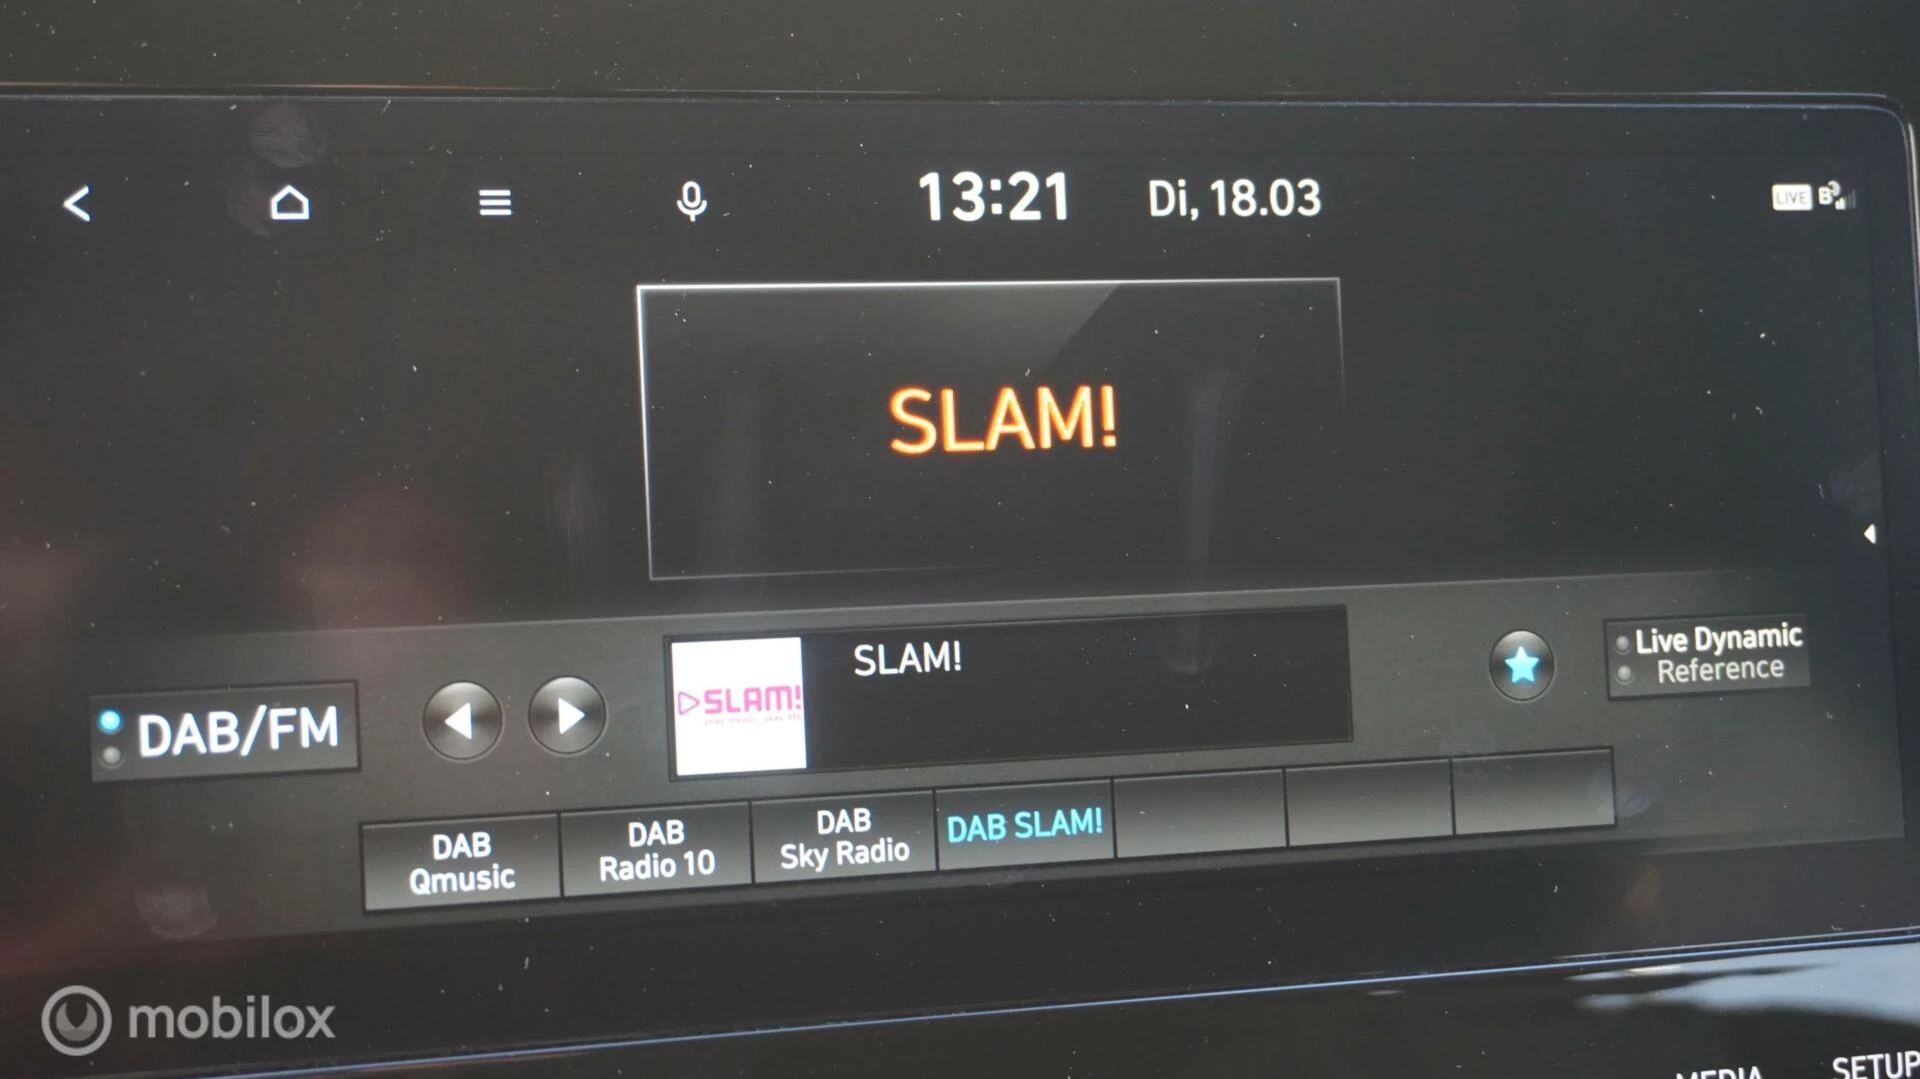 13:21 Di, 18.03
LIVE
SLAM!
SLAM!
SLAM!
Live Dynamic
Reference
DAB/FM
DAB
Qmusic
DAB
Radio 10
DAB
Sky Radio
DAB SLAM!
mobilox
MEDIA
SETUP